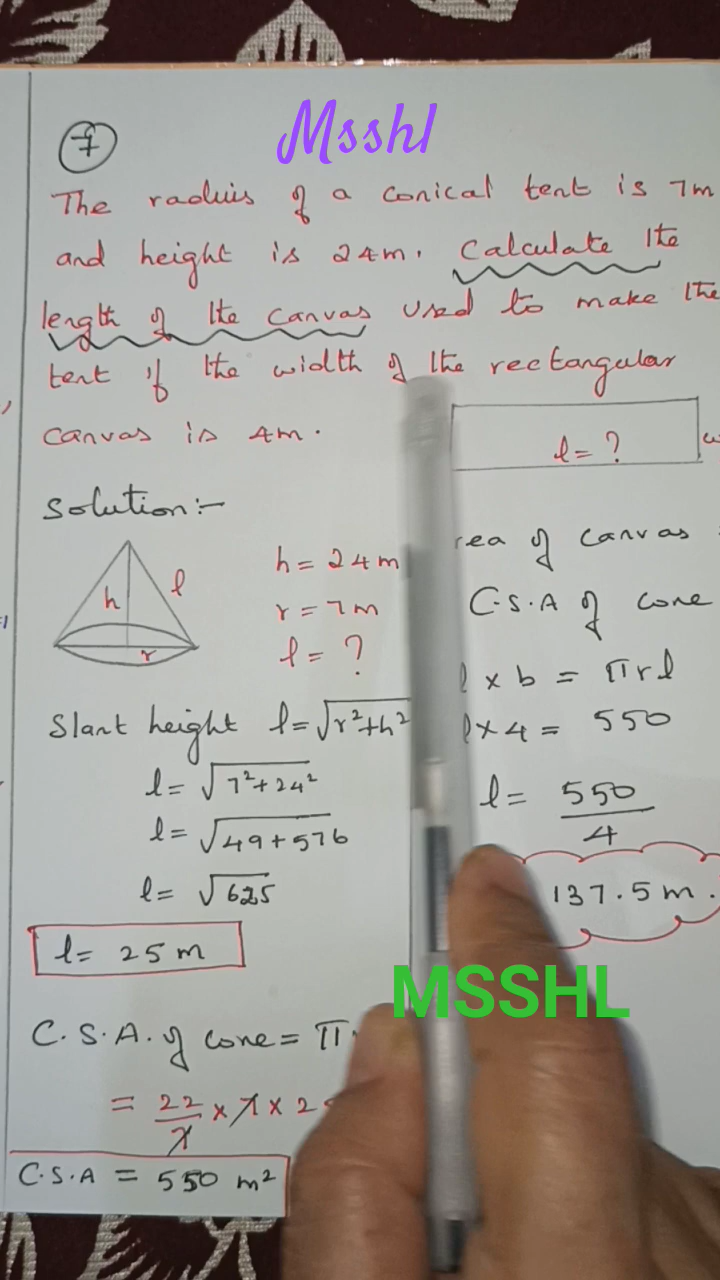 Msshl
7
The radius of a conical tent is 7m
and height is 24m. Calculate the
length of the canvas used to make the
tent if the width of the rectangular
canvas is 4m.
l = ?
Solution:-
h
l
r
h = 24m
r = 7m
l = ?
Slant height l = √r²+h²
l = √7²+24²
l = √49+576
l = √625
l = 25 m
C.S.A. of cone = π
= 22/7 × 7 × 2
C.S.A = 550 m²
of canvas
C.S.A of cone
l × b = πrl
l × 4 = 550
l = 550/4
137.5 m.
MSSHL